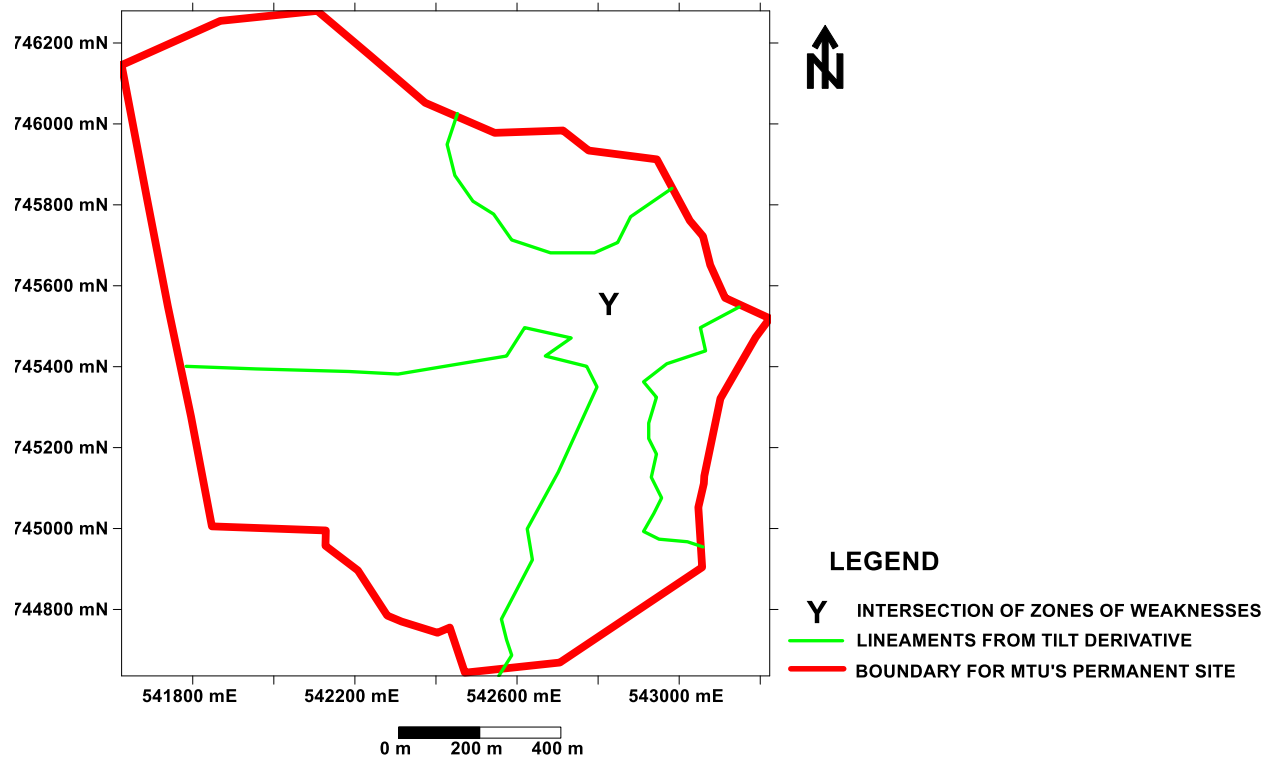 746200 mN
746000 mN
745800 mN
745600 mN
745400 mN
745200 mN
745000 mN
744800 mN
541800 mE 542200 mE 542600 mE 543000 mE
0 m 200 m 400 m
Y
N
LEGEND
Y INTERSECTION OF ZONES OF WEAKNESSES
LINEAMENTS FROM TILT DERIVATIVE
BOUNDARY FOR MTU'S PERMANENT SITE